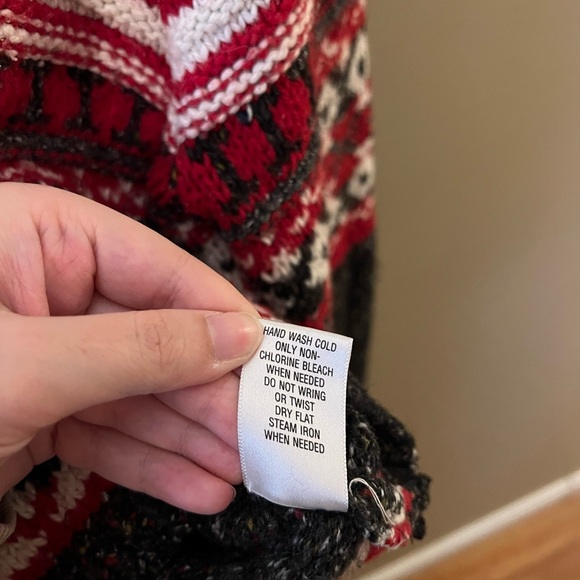 HAND WASH COLD
ONLY NON-
CHLORINE BLEACH
WHEN NEEDED
DO NOT WRING
OR TWIST
DRY FLAT
STEAM IRON
WHEN NEEDED